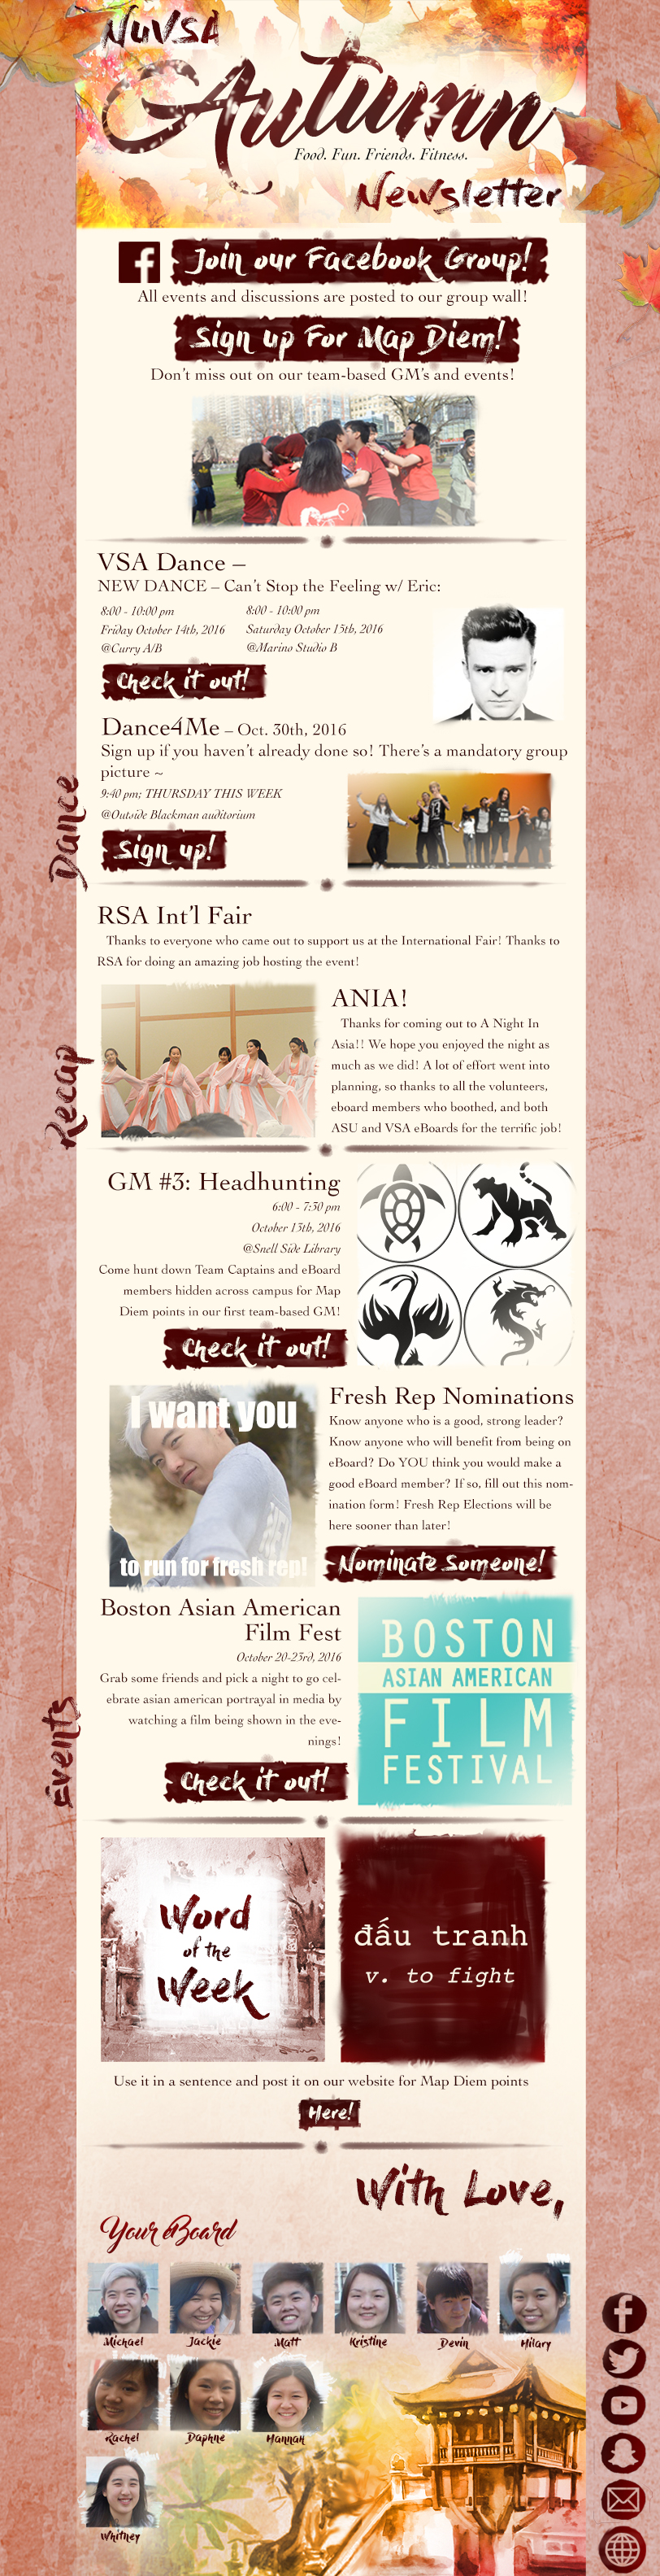 NuVSA
Autumn
Food. Fun. Friends. Fitness.
Newsletter
Join our Facebook Group!
All events and discussions are posted to our group wall!
Sign up For Map Diem!
Don't miss out on our team-based GM's and events!
VSA Dance –
NEW DANCE – Can't Stop the Feeling w/ Eric:
8:00 - 10:00 pm
Friday October 14th, 2016
@Curry A/B
8:00 - 10:00 pm
Saturday October 15th, 2016
@Marino Studio B
Check it out!
Dance4Me – Oct. 30th, 2016
Sign up if you haven't already done so! There's a mandatory group
picture ~
9:40 pm; THURSDAY THIS WEEK
@Outside Blackman auditorium
Sign up!
Dance
RSA Int'l Fair
Thanks to everyone who came out to support us at the International Fair! Thanks to
RSA for doing an amazing job hosting the event!
ANIA!
Thanks for coming out to A Night In
Asia!! We hope you enjoyed the night as
much as we did! A lot of effort went into
planning, so thanks to all the volunteers,
eboard members who boothed, and both
ASU and VSA eBoards for the terrific job!
Recap
GM #3: Headhunting
6:00 - 7:30 pm
October 13th, 2016
@Snell Side Library
Come hunt down Team Captains and eBoard
members hidden across campus for Map
Diem points in our first team-based GM!
Check it out!
I want you
to run for fresh rep!
Fresh Rep Nominations
Know anyone who is a good, strong leader?
Know anyone who will benefit from being on
eBoard? Do YOU think you would make a
good eBoard member? If so, fill out this nom-
ination form! Fresh Rep Elections will be
here sooner than later!
Nominate Someone!
Boston Asian American
Film Fest
October 20-23rd, 2016
Grab some friends and pick a night to go cel-
ebrate asian american portrayal in media by
watching a film being shown in the eve-
nings!
Check it out!
BOSTON
ASIAN AMERICAN
FILM
FESTIVAL
Events
Word
of the
Week
đấu tranh
v. to fight
Use it in a sentence and post it on our website for Map Diem points
Here!
With Love,
Your eBoard
Michael
Jackie
Matt
Kristine
Devin
Hilary
Rachel
Daphne
Hannah
Whitney